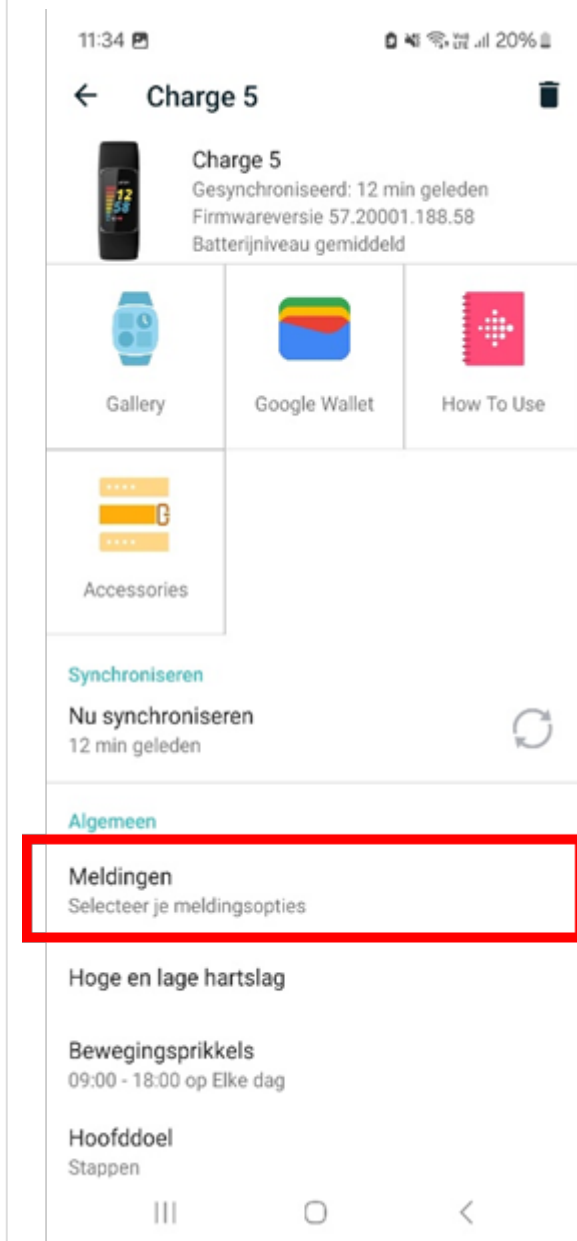 11:34 20%
Charge 5
Charge 5
Gesynchroniseerd: 12 min geleden
Firmwareversie 57.20001.188.58
Batterijniveau gemiddeld
Gallery
Google Wallet
How To Use
Accessories
Synchroniseren
Nu synchroniseren
12 min geleden
Algemeen
Meldingen
Selecteer je meldingsopties
Hoge en lage hartslag
Bewegingsprikkels
09:00 - 18:00 op Elke dag
Hoofddoel
Stappen